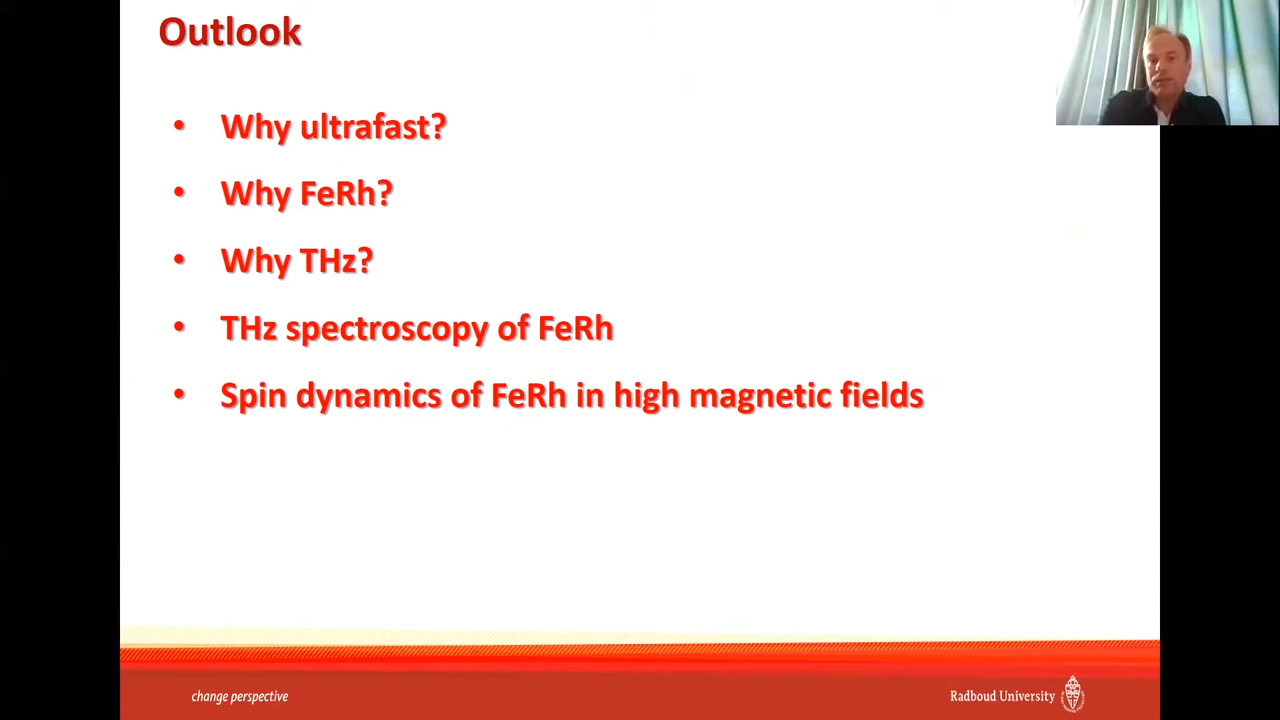 Outlook
• Why ultrafast?
• Why FeRh?
• Why THz?
• THz spectroscopy of FeRh
• Spin dynamics of FeRh in high magnetic fields
change perspective
Radboud University